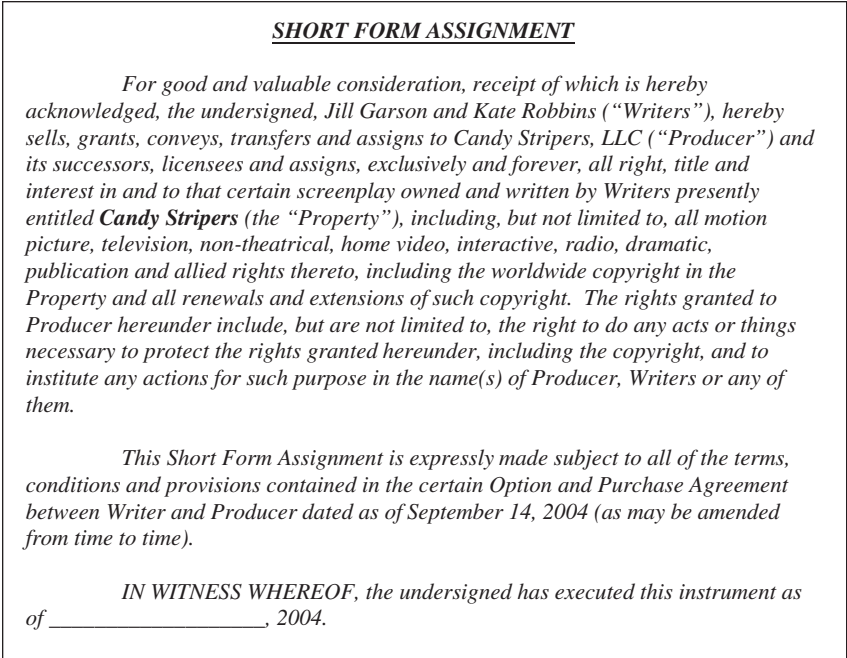 SHORT FORM ASSIGNMENT
For good and valuable consideration, receipt of which is hereby
acknowledged, the undersigned, Jill Garson and Kate Robbins (“Writers”), hereby
sells, grants, conveys, transfers and assigns to Candy Stripers, LLC (“Producer”) and
its successors, licensees and assigns, exclusively and forever, all right, title and
interest in and to that certain screenplay owned and written by Writers presently
entitled Candy Stripers (the “Property”), including, but not limited to, all motion
picture, television, non-theatrical, home video, interactive, radio, dramatic,
publication and allied rights thereto, including the worldwide copyright in the
Property and all renewals and extensions of such copyright. The rights granted to
Producer hereunder include, but are not limited to, the right to do any acts or things
necessary to protect the rights granted hereunder, including the copyright, and to
institute any actions for such purpose in the name(s) of Producer, Writers or any of
them.
This Short Form Assignment is expressly made subject to all of the terms,
conditions and provisions contained in the certain Option and Purchase Agreement
between Writer and Producer dated as of September 14, 2004 (as may be amended
from time to time).
IN WITNESS WHEREOF, the undersigned has executed this instrument as
of ____________________, 2004.